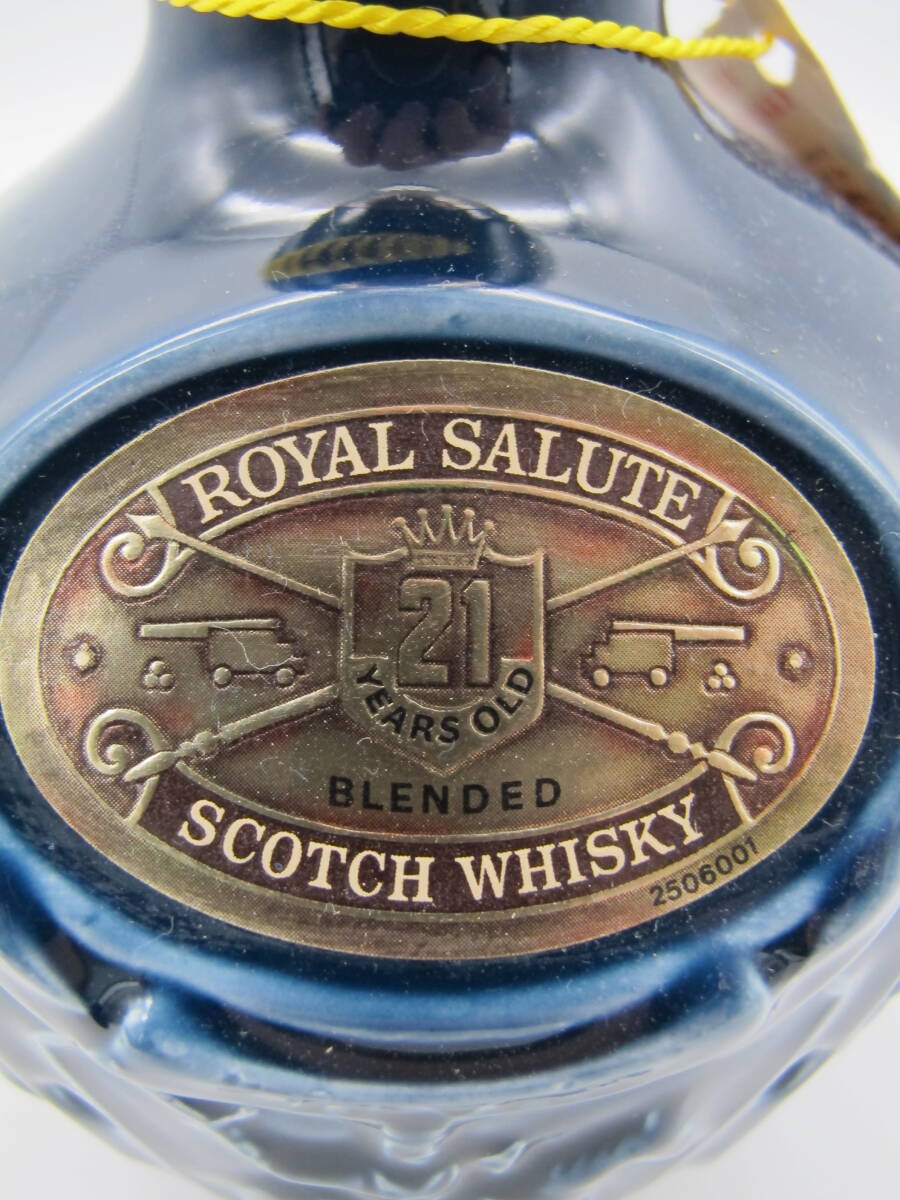 ROYAL SALUTE
21
YEARS OLD
BLENDED
SCOTCH WHISKY
2506001